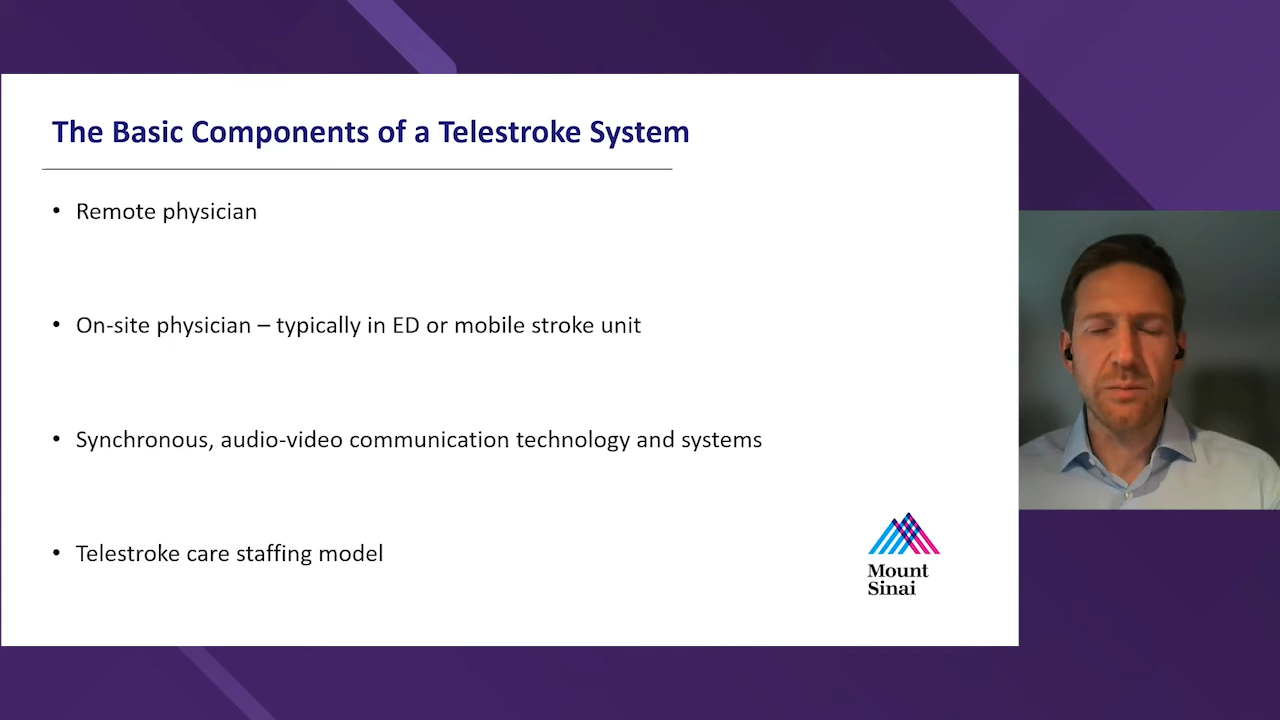 The Basic Components of a Telestroke System
• Remote physician
• On-site physician – typically in ED or mobile stroke unit
• Synchronous, audio-video communication technology and systems
• Telestroke care staffing model
Mount
Sinai